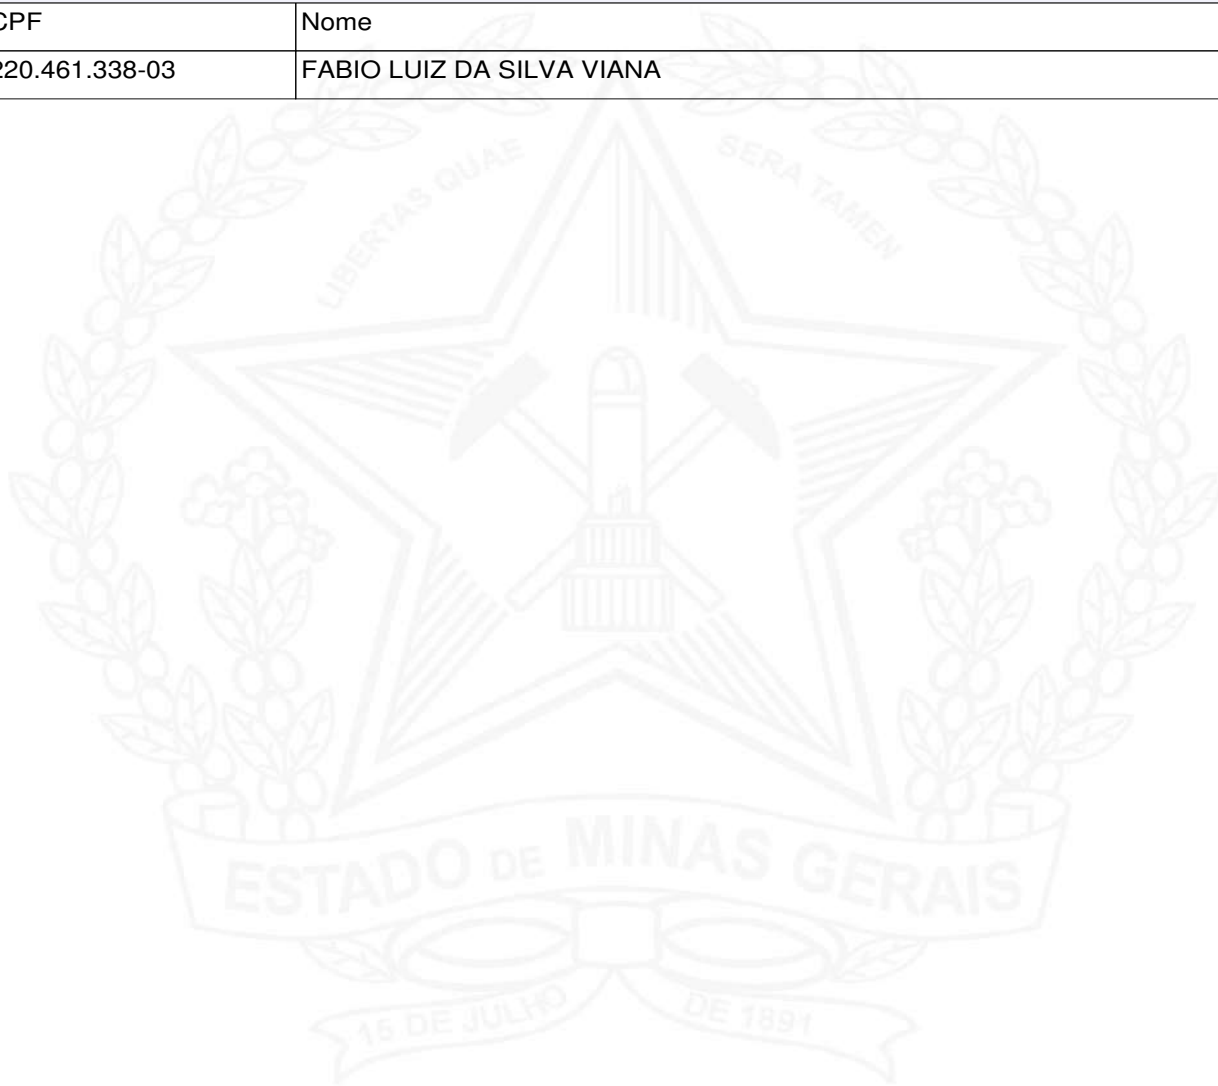 CPF Nome
220.461.338-03 FABIO LUIZ DA SILVA VIANA
LIBERTAS QUAE SERA TAMEN
ESTADO DE MINAS GERAIS
15 DE JULHO DE 1891